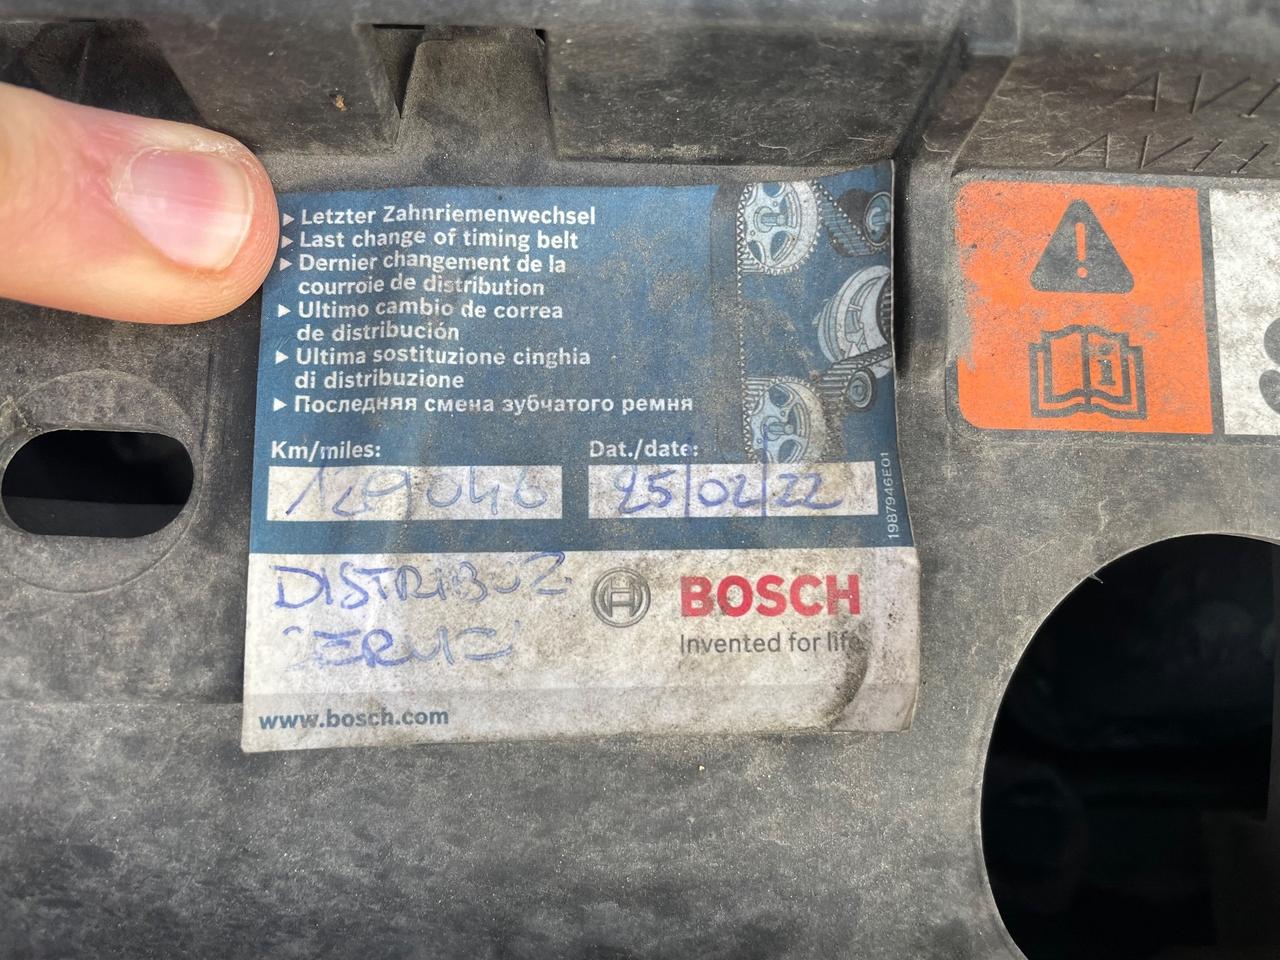 ▸ Letzter Zahnriemenwechsel
▸ Last change of timing belt
▸ Dernier changement de la
courroie de distribution
▸ Ultimo cambio de correa
de distribución
▸ Ultima sostituzione cinghia
di distribuzione
▸ Последняя смена зубчатого ремня
Km/miles:
129046
Dat./date:
25/02/22
1987946E01
DISTRIBUZ
BOSCH
Invented for life
www.bosch.com